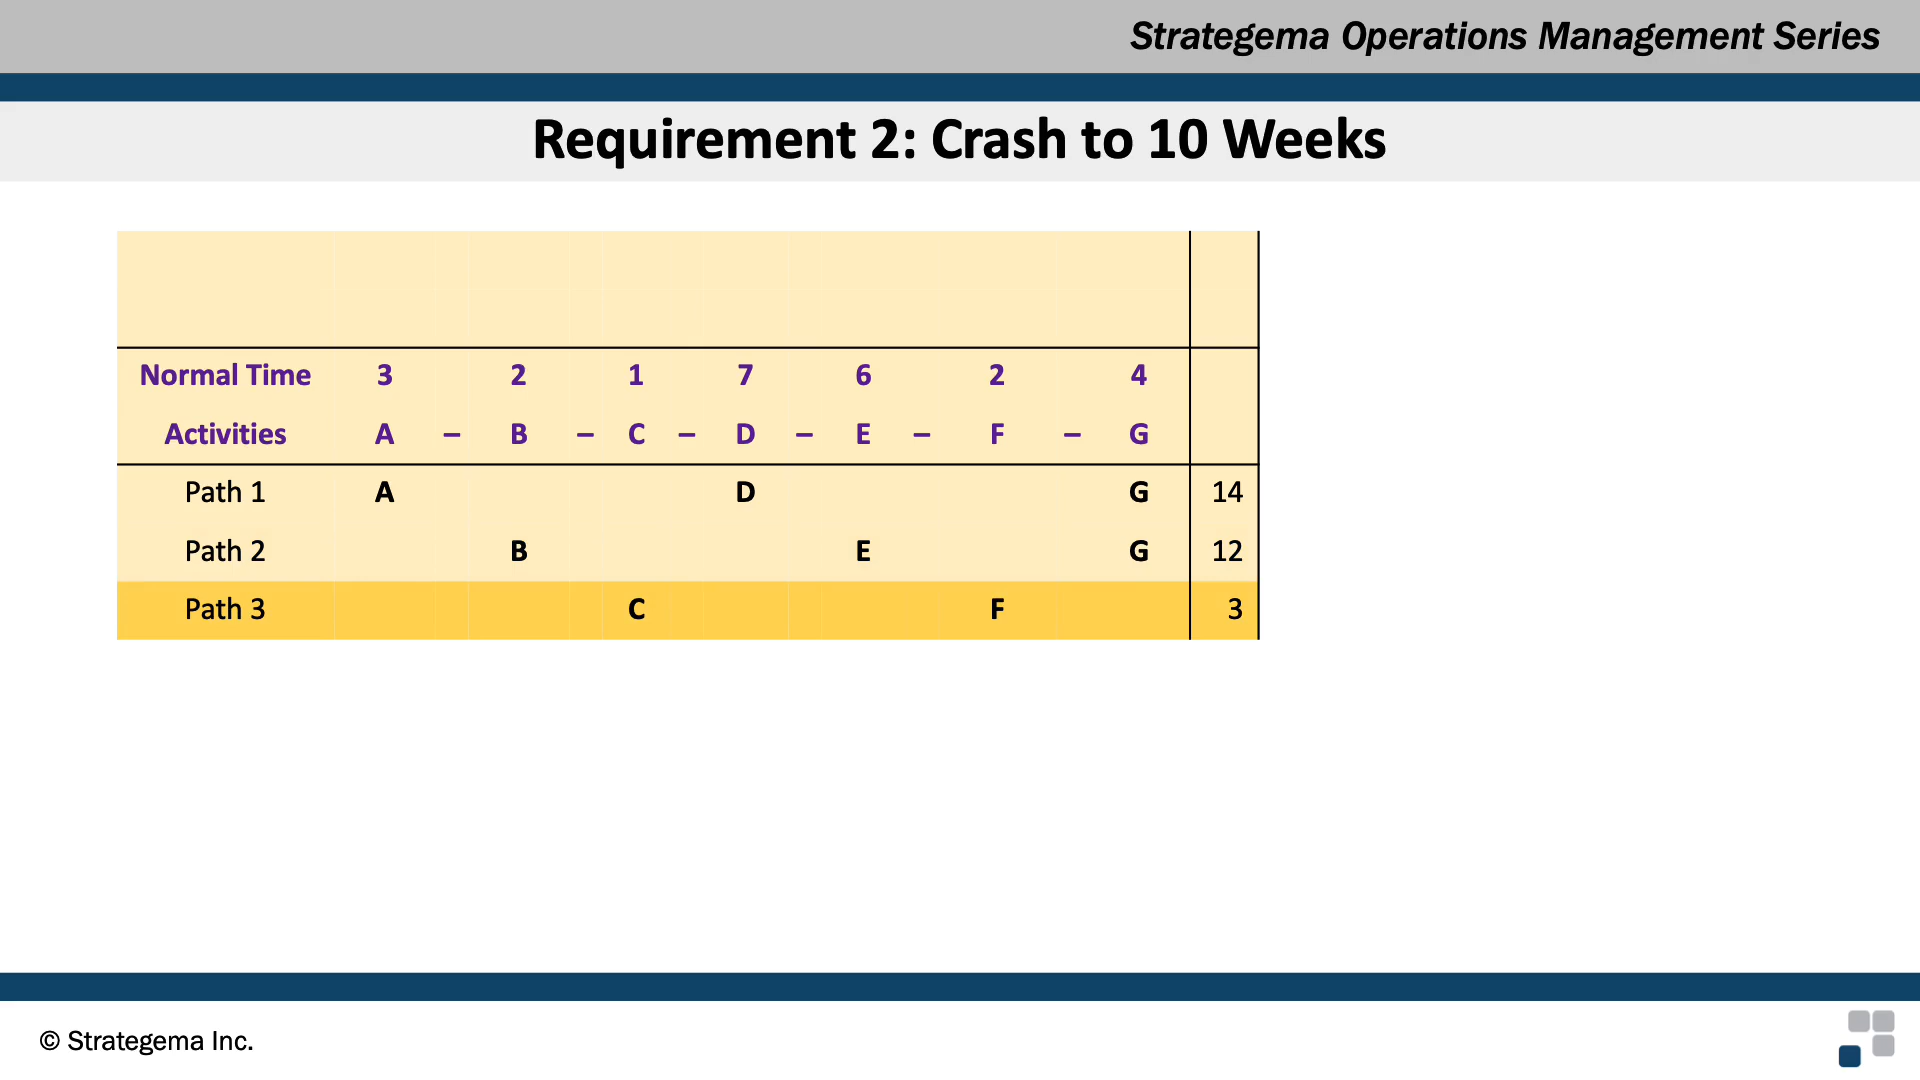 Strategema Operations Management Series
Requirement 2: Crash to 10 Weeks
Normal Time 3 2 1 7 6 2 4
Activities A – B – C – D – E – F – G
Path 1 A D G 14
Path 2 B E G 12
Path 3 C F 3
© Strategema Inc.